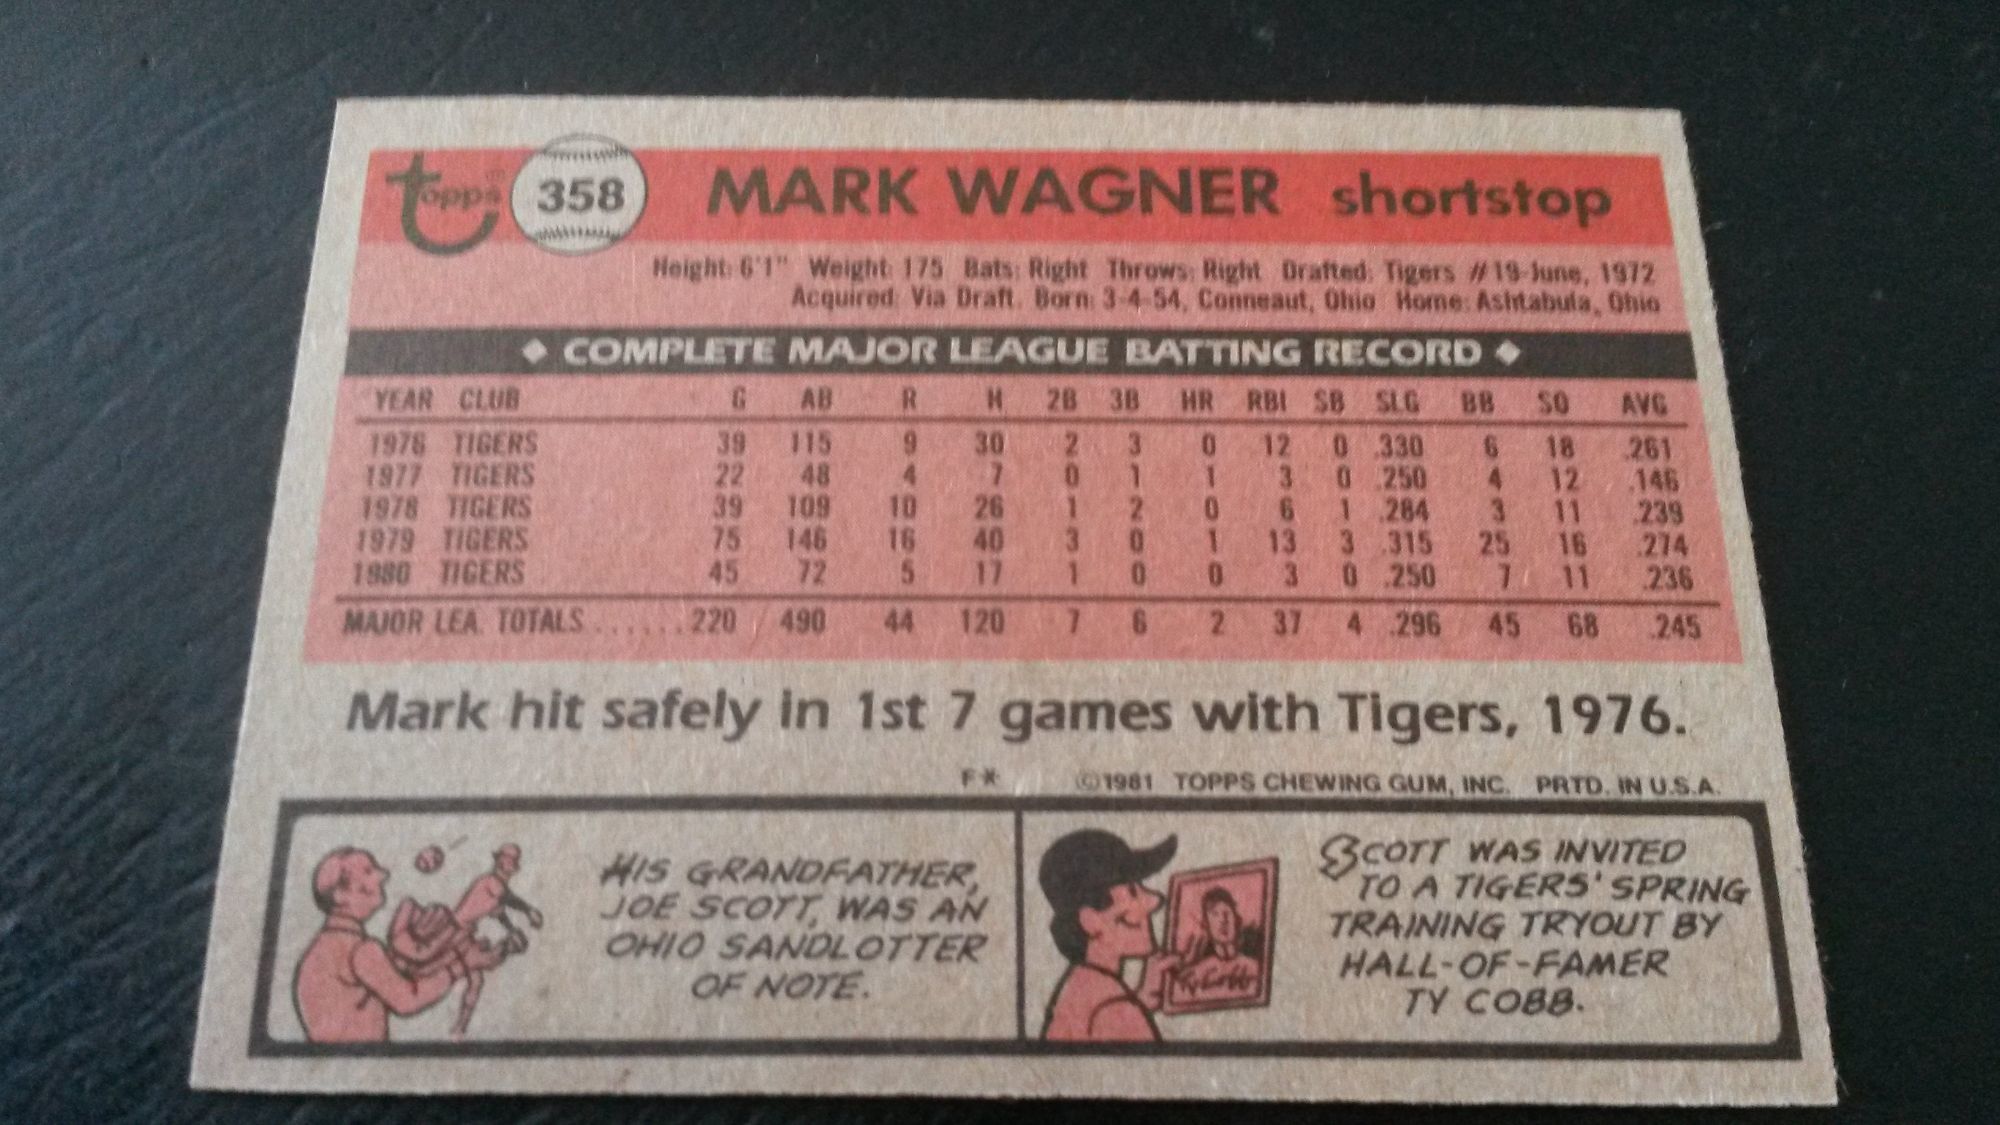 topps 358 MARK WAGNER shortstop
Height: 6'1" Weight: 175 Bats: Right Throws: Right Drafted: Tigers #19-June, 1972
Acquired: Via Draft. Born: 3-4-54, Conneaut, Ohio Home: Ashtabula, Ohio
◆ COMPLETE MAJOR LEAGUE BATTING RECORD ◆
YEAR CLUB G AB R H 2B 3B HR RBI SB SLG BB SO AVG
1976 TIGERS 39 115 9 30 2 3 0 12 0 .330 6 18 .261
1977 TIGERS 22 48 4 7 0 1 1 3 0 .250 4 12 .146
1978 TIGERS 39 109 10 26 1 2 0 6 1 .284 3 11 .239
1979 TIGERS 75 146 16 40 3 0 1 13 3 .315 25 16 .274
1980 TIGERS 45 72 5 17 1 0 0 3 0 .250 7 11 .236
MAJOR LEA. TOTALS......220 490 44 120 7 6 2 37 4 .296 45 68 .245
Mark hit safely in 1st 7 games with Tigers, 1976.
F* ©1981 TOPPS CHEWING GUM, INC. PRTD. IN U.S.A.
HIS GRANDFATHER,
JOE SCOTT, WAS AN
OHIO SANDLOTTER
OF NOTE.
Ty Cobb
SCOTT WAS INVITED
TO A TIGERS' SPRING
TRAINING TRYOUT BY
HALL-OF-FAMER
TY COBB.